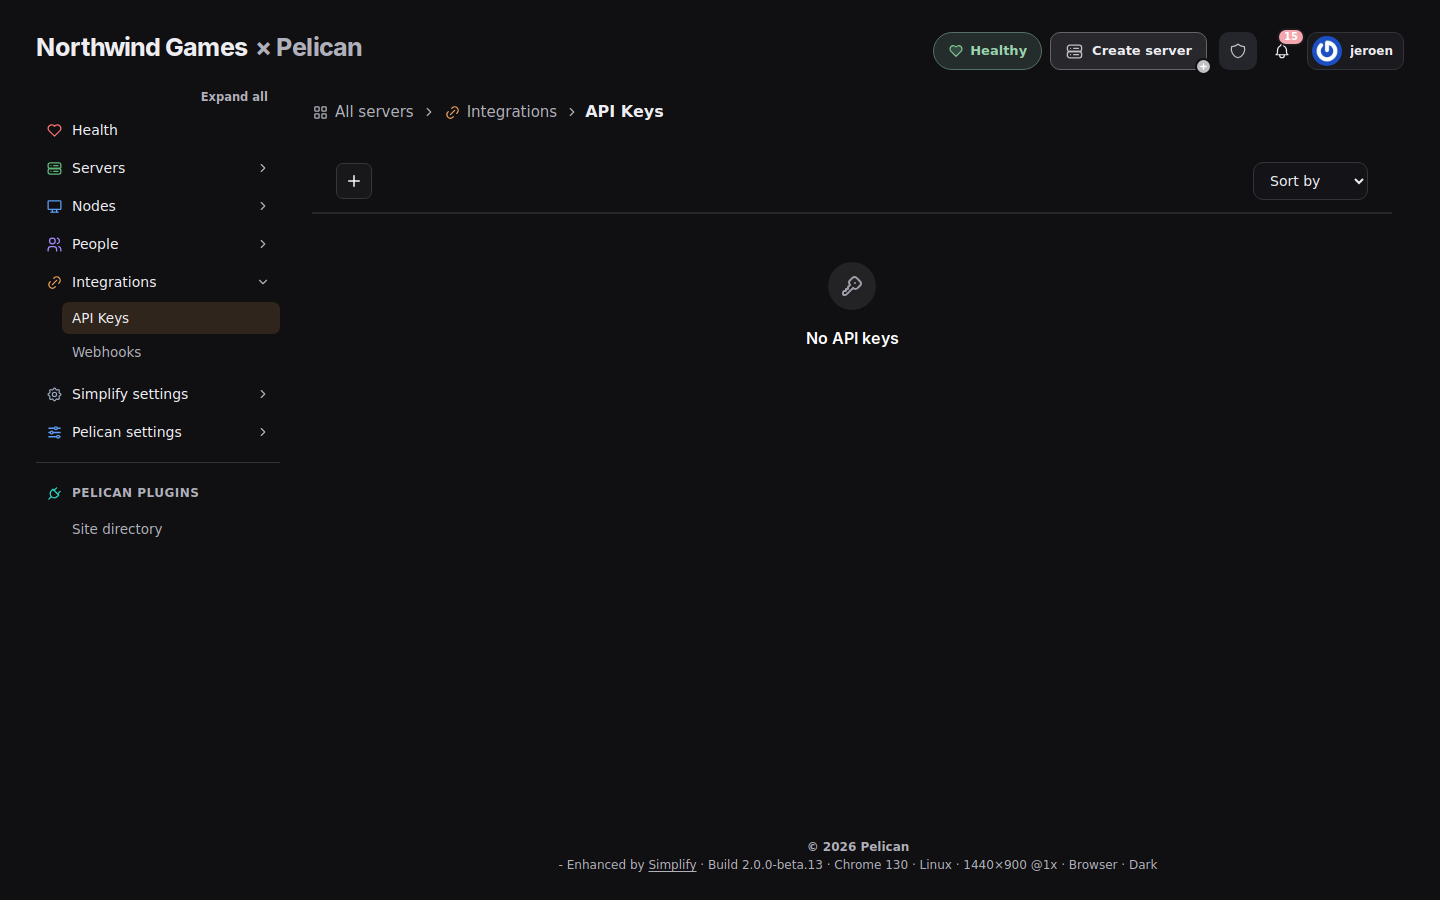 Northwind Games × Pelican
Healthy
Create server
15
jeroen
Expand all
Health
Servers
Nodes
People
Integrations
API Keys
Webhooks
Simplify settings
Pelican settings
PELICAN PLUGINS
Site directory
All servers > Integrations > API Keys
Sort by
No API keys
© 2026 Pelican
- Enhanced by Simplify · Build 2.0.0-beta.13 · Chrome 130 · Linux · 1440×900 @1x · Browser · Dark